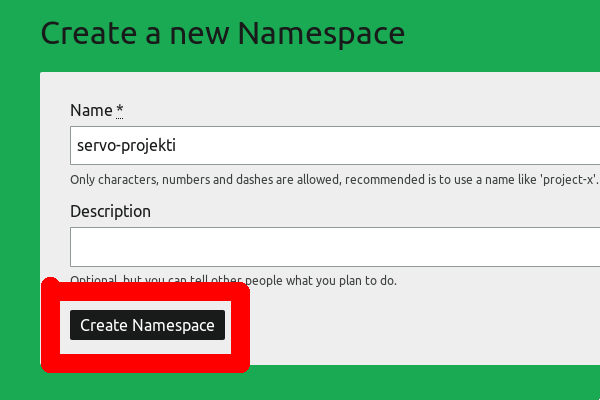 Create a new Namespace
Name *
servo-projekti
Only characters, numbers and dashes are allowed, recommended is to use a name like 'project-x'.
Description
Optional, but you can tell other people what you plan to do.
Create Namespace